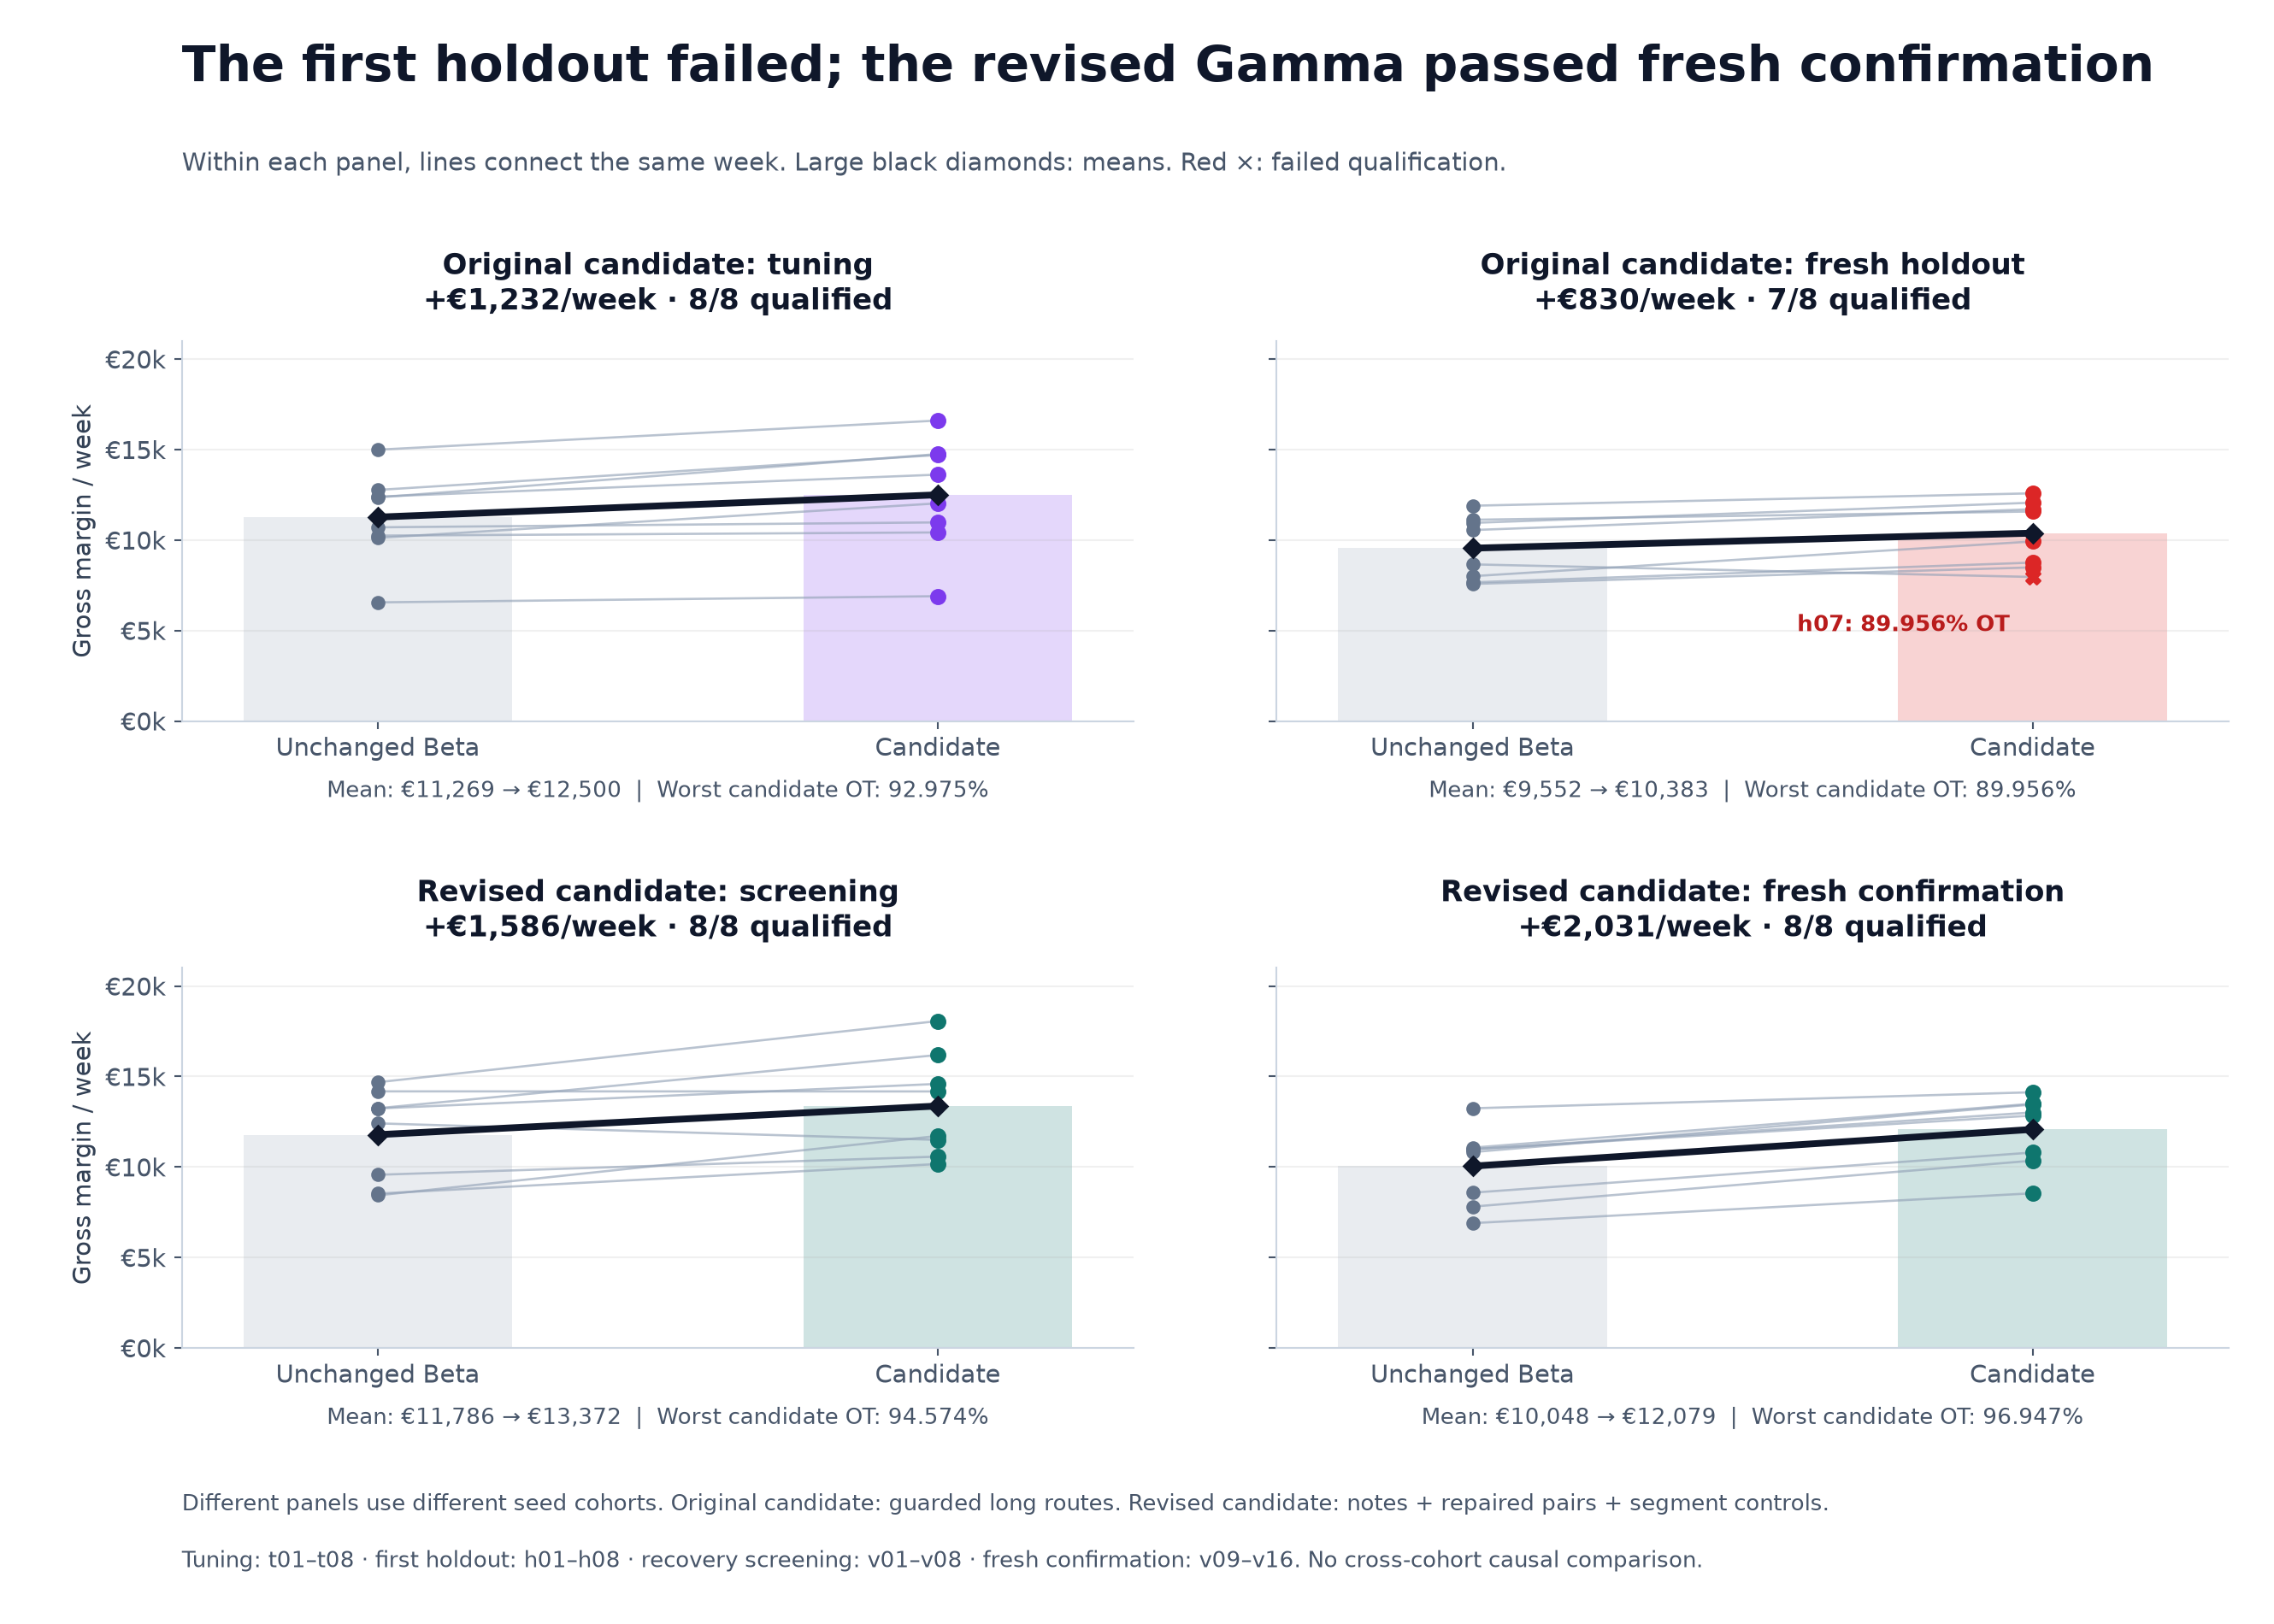 The first holdout failed; the revised Gamma passed fresh confirmation
Within each panel, lines connect the same week. Large black diamonds: means. Red ×: failed qualification.
Original candidate: tuning
+€1,232/week · 8/8 qualified
Gross margin / week
€20k
€15k
€10k
€5k
€0k
Unchanged Beta
Candidate
Mean: €11,269 → €12,500 | Worst candidate OT: 92.975%
Original candidate: fresh holdout
+€830/week · 7/8 qualified
h07: 89.956% OT
Unchanged Beta
Candidate
Mean: €9,552 → €10,383 | Worst candidate OT: 89.956%
Revised candidate: screening
+€1,586/week · 8/8 qualified
Gross margin / week
€20k
€15k
€10k
€5k
€0k
Unchanged Beta
Candidate
Mean: €11,786 → €13,372 | Worst candidate OT: 94.574%
Revised candidate: fresh confirmation
+€2,031/week · 8/8 qualified
Unchanged Beta
Candidate
Mean: €10,048 → €12,079 | Worst candidate OT: 96.947%
Different panels use different seed cohorts. Original candidate: guarded long routes. Revised candidate: notes + repaired pairs + segment controls.
Tuning: t01–t08 · first holdout: h01–h08 · recovery screening: v01–v08 · fresh confirmation: v09–v16. No cross-cohort causal comparison.